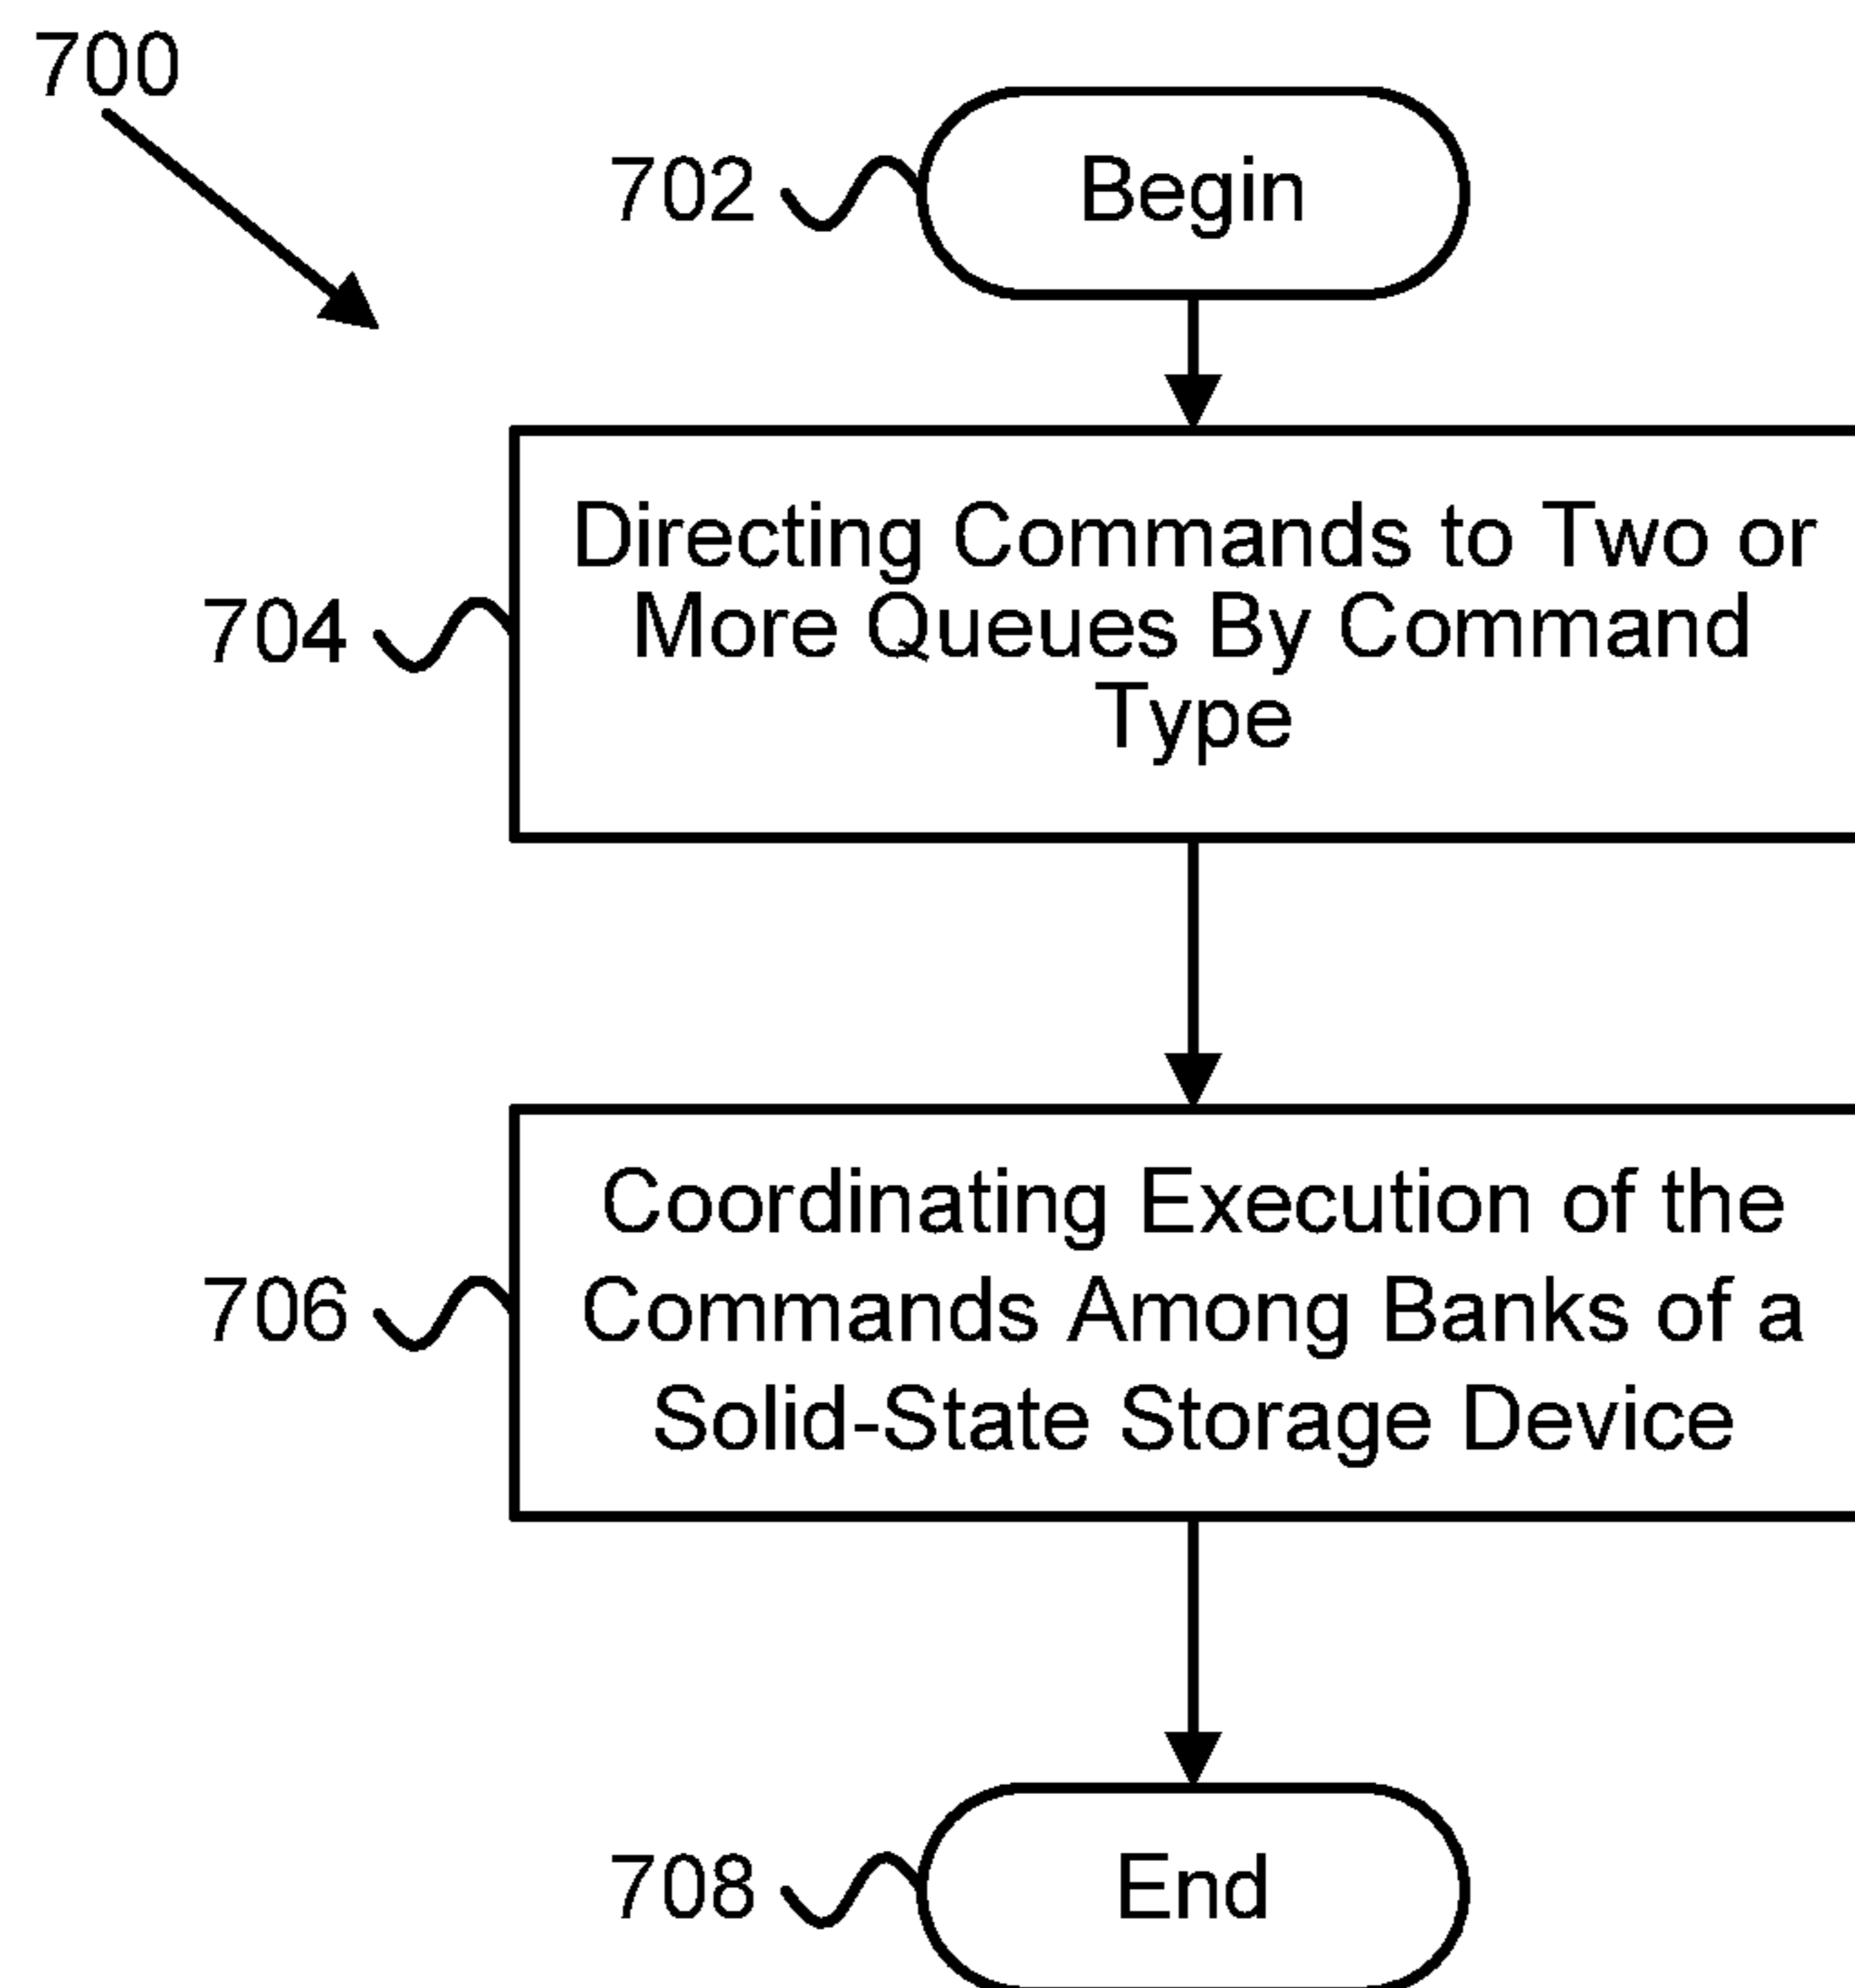 700
702
Begin
Directing Commands to Two or
More Queues By Command
Type
704
Coordinating Execution of the
Commands Among Banks of a
Solid-State Storage Device
706
708
End